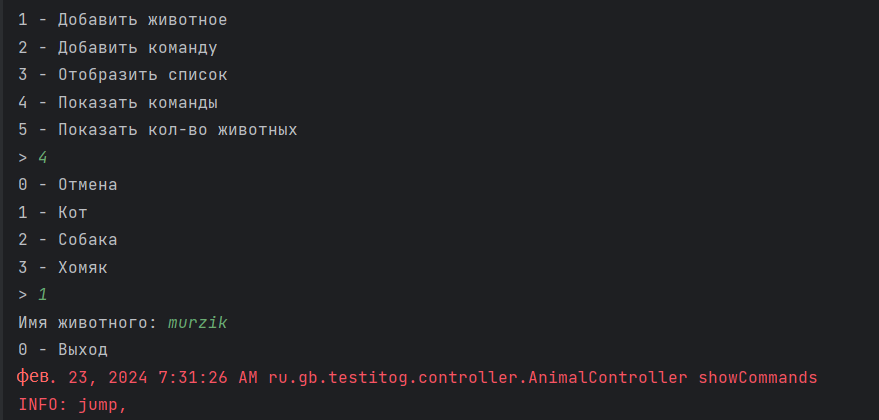 1 - Добавить животное
2 - Добавить команду
3 - Отобразить список
4 - Показать команды
5 - Показать кол-во животных
> 4
0 - Отмена
1 - Кот
2 - Собака
3 - Хомяк
> 1
Имя животного: murzik
0 - Выход
фев. 23, 2024 7:31:26 AM ru.gb.testitog.controller.AnimalController showCommands
INFO: jump,